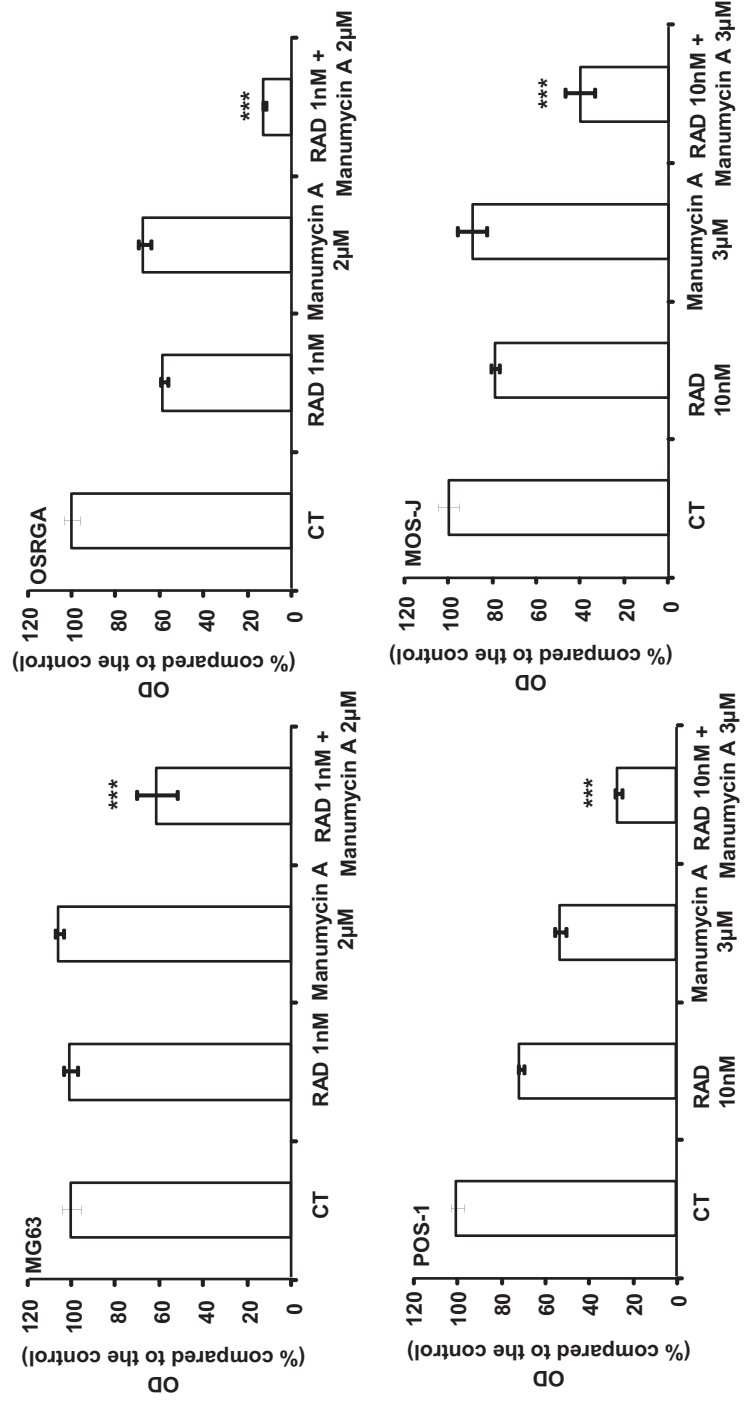 MG63
OD
(% compared to the control)
120
100
80
60
40
20
0
***
CT
RAD 1nM
Manumycin A
2µM
RAD 1nM +
Manumycin A 2µM
OSRGA
OD
(% compared to the control)
120
100
80
60
40
20
0
***
CT
RAD 1nM
Manumycin A
2µM
RAD 1nM +
Manumycin A 2µM
POS-1
OD
(% compared to the control)
120
100
80
60
40
20
0
***
CT
RAD
10nM
Manumycin A
3µM
RAD 10nM +
Manumycin A 3µM
MOS-J
OD
(% compared to the control)
120
100
80
60
40
20
0
***
CT
RAD
10nM
Manumycin A
3µM
RAD 10nM +
Manumycin A 3µM